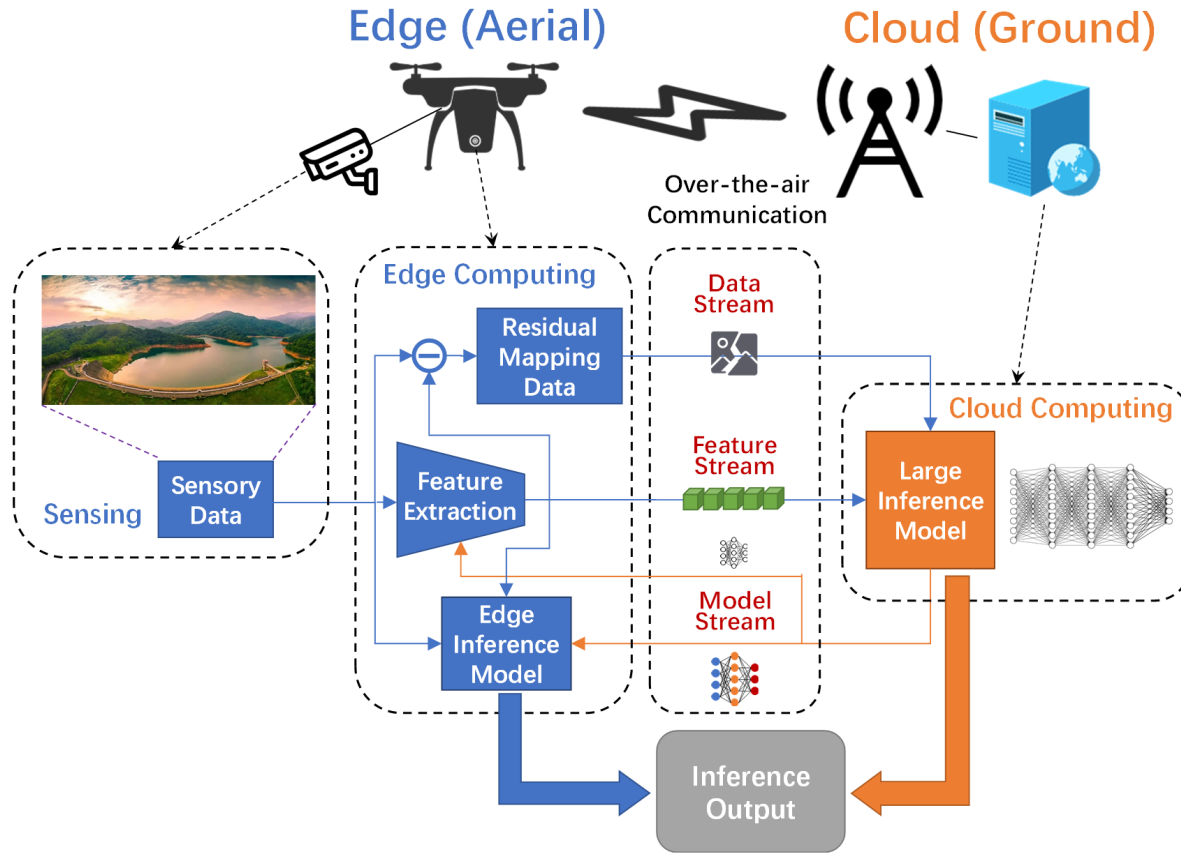 Edge (Aerial)
Cloud (Ground)
Over-the-air
Communication
Edge Computing
Data
Stream
Residual
Mapping
Data
Cloud Computing
Feature
Extraction
Feature
Stream
Large
Inference
Model
Sensing
Sensory
Data
Model
Stream
Edge
Inference
Model
Inference
Output